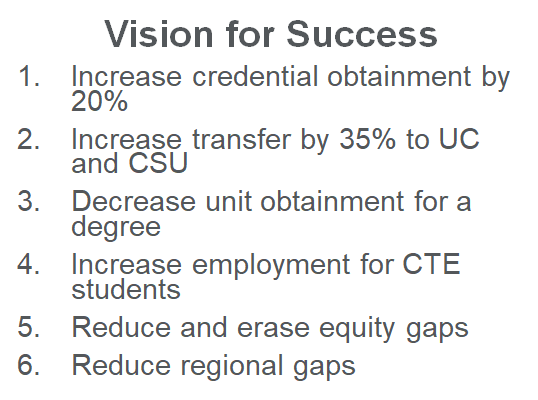 Vision for Success
1. Increase credential obtainment by
20%
2. Increase transfer by 35% to UC
and CSU
3. Decrease unit obtainment for a
degree
4. Increase employment for CTE
students
5. Reduce and erase equity gaps
6. Reduce regional gaps